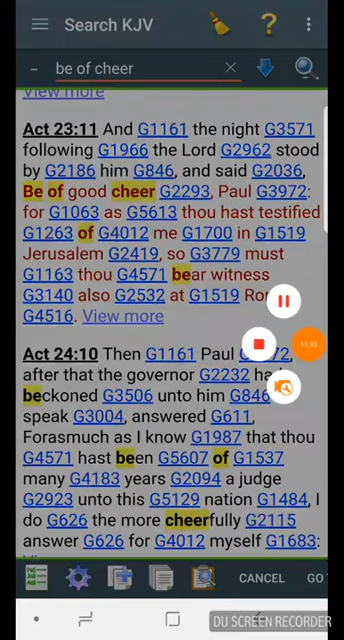 Search KJV
be of cheer
View more
Act 23:11 And G1161 the night G3571
following G1966 the Lord G2962 stood
by G2186 him G846, and said G2036,
Be of good cheer G2293, Paul G3972:
for G1063 as G5613 thou hast testified
G1263 of G4012 me G1700 in G1519
Jerusalem G2419, so G3779 must
G1163 thou G4571 bear witness
G3140 also G2532 at G1519
G4516. View more
11:33
Act 24:10 Then G1161 Paul
after that the governor G2232
beckoned G3506 unto him G846
speak G3004, answered G611,
Forasmuch as I know G1987 that thou
G4571 hast been G5607 of G1537
many G4183 years G2094 a judge
G2923 unto this G5129 nation G1484, I
do G626 the more cheerfully G2115
answer G626 for G4012 myself G1683:
CANCEL GO
DU SCREEN RECORDER